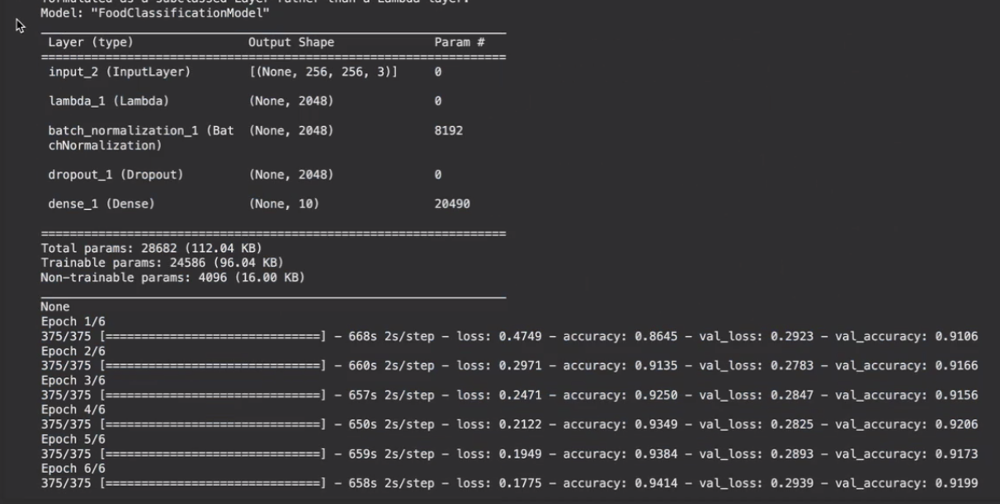 formulated as a subclassed Layer rather than a Lambda layer.
Model: "FoodClassificationModel"
Layer (type) Output Shape Param #
=================================================================
input_2 (InputLayer) [(None, 256, 256, 3)] 0
lambda_1 (Lambda) (None, 2048) 0
batch_normalization_1 (Bat (None, 2048) 8192
chNormalization)
dropout_1 (Dropout) (None, 2048) 0
dense_1 (Dense) (None, 10) 20490
=================================================================
Total params: 28682 (112.04 KB)
Trainable params: 24586 (96.04 KB)
Non-trainable params: 4096 (16.00 KB)
_________________________________________________________________
None
Epoch 1/6
375/375 [==============================] - 668s 2s/step - loss: 0.4749 - accuracy: 0.8645 - val_loss: 0.2923 - val_accuracy: 0.9106
Epoch 2/6
375/375 [==============================] - 660s 2s/step - loss: 0.2971 - accuracy: 0.9135 - val_loss: 0.2783 - val_accuracy: 0.9166
Epoch 3/6
375/375 [==============================] - 657s 2s/step - loss: 0.2471 - accuracy: 0.9250 - val_loss: 0.2847 - val_accuracy: 0.9156
Epoch 4/6
375/375 [==============================] - 650s 2s/step - loss: 0.2122 - accuracy: 0.9349 - val_loss: 0.2825 - val_accuracy: 0.9206
Epoch 5/6
375/375 [==============================] - 659s 2s/step - loss: 0.1949 - accuracy: 0.9384 - val_loss: 0.2893 - val_accuracy: 0.9173
Epoch 6/6
375/375 [==============================] - 658s 2s/step - loss: 0.1775 - accuracy: 0.9414 - val_loss: 0.2939 - val_accuracy: 0.9199